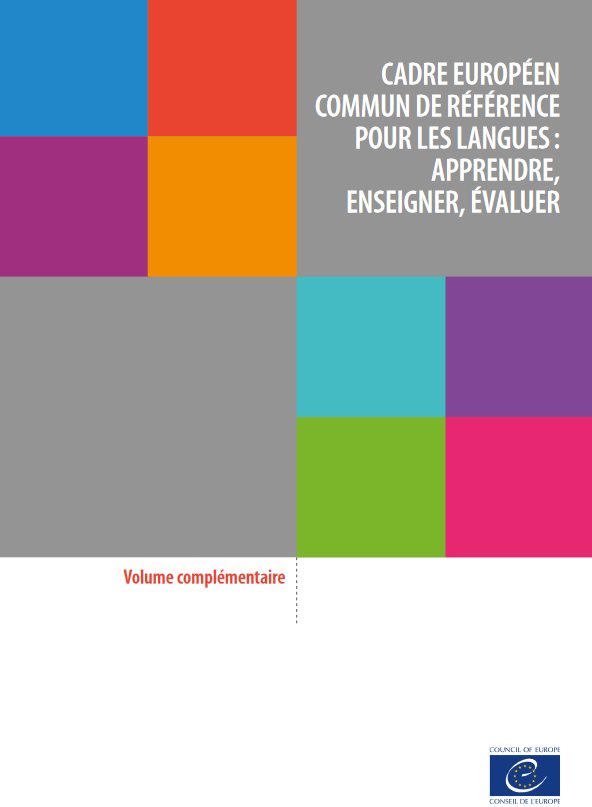 CADRE EUROPÉEN
COMMUN DE RÉFÉRENCE
POUR LES LANGUES :
APPRENDRE,
ENSEIGNER, ÉVALUER
Volume complémentaire
COUNCIL OF EUROPE
CONSEIL DE L'EUROPE